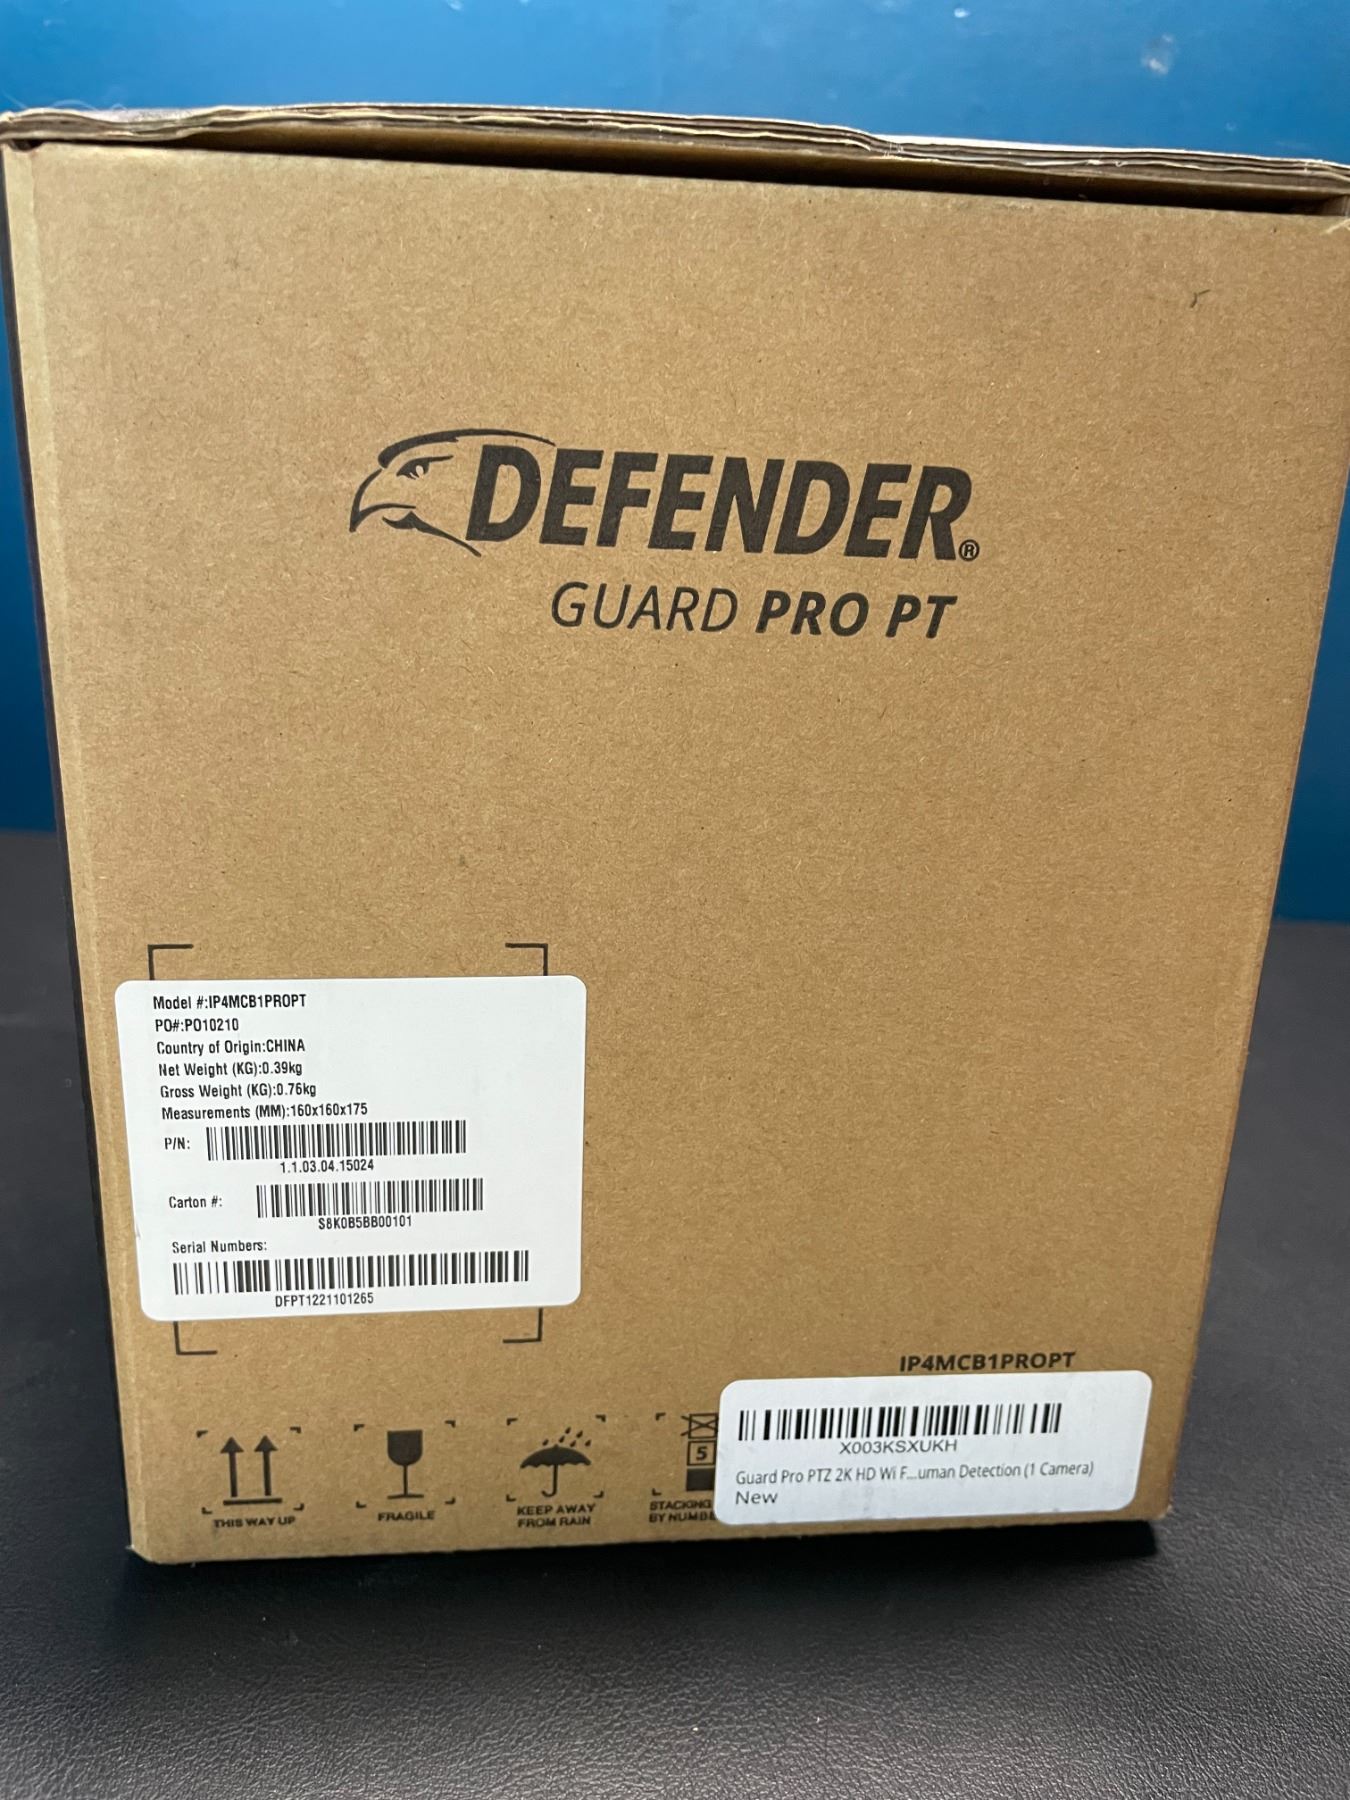 DEFENDER®
GUARD PRO PT
Model #:IP4MCB1PROPT
PO#:PO10210
Country of Origin:CHINA
Net Weight (KG):0.39kg
Gross Weight (KG):0.76kg
Measurements (MM):160x160x175
P/N:
1.1.03.04.15024
Carton #:
S8K0B5BB00101
Serial Numbers:
DFPT1221101265
IP4MCB1PROPT
X003KSXUKH
Guard Pro PTZ 2K HD Wi F...uman Detection (1 Camera)
New
THIS WAY UP
FRAGILE
KEEP AWAY
FROM RAIN
5
STACKING
BY NUMBE